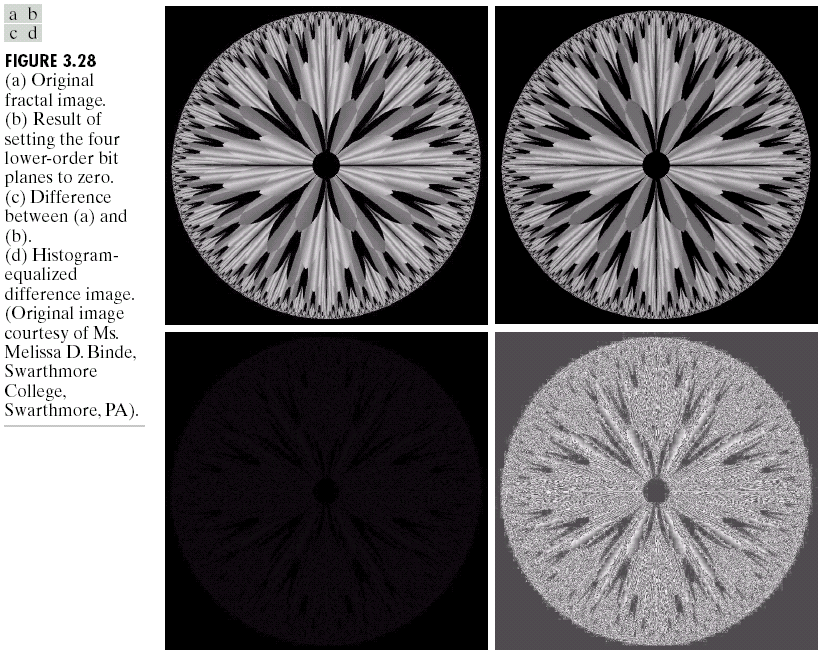 a b
c d
FIGURE 3.28
(a) Original
fractal image.
(b) Result of
setting the four
lower-order bit
planes to zero.
(c) Difference
between (a) and
(b).
(d) Histogram-
equalized
difference image.
(Original image
courtesy of Ms.
Melissa D. Binde,
Swarthmore
College,
Swarthmore, PA).